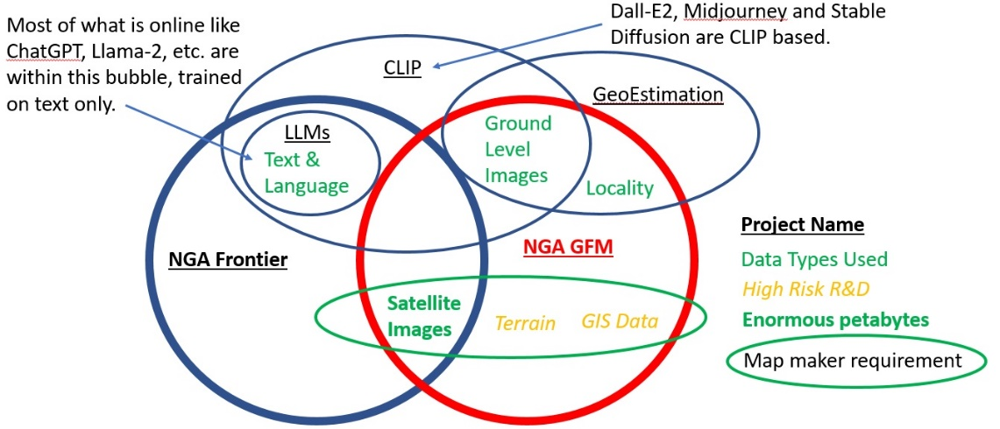 Most of what is online like
ChatGPT, Llama-2, etc. are
within this bubble, trained
on text only.
Dall-E2, Midjourney and Stable
Diffusion are CLIP based.
CLIP
GeoEstimation
LLMs
Text &
Language
Ground
Level
Images
Locality
NGA Frontier
NGA GFM
Satellite
Images
Terrain
GIS Data
Project Name
Data Types Used
High Risk R&D
Enormous petabytes
Map maker requirement